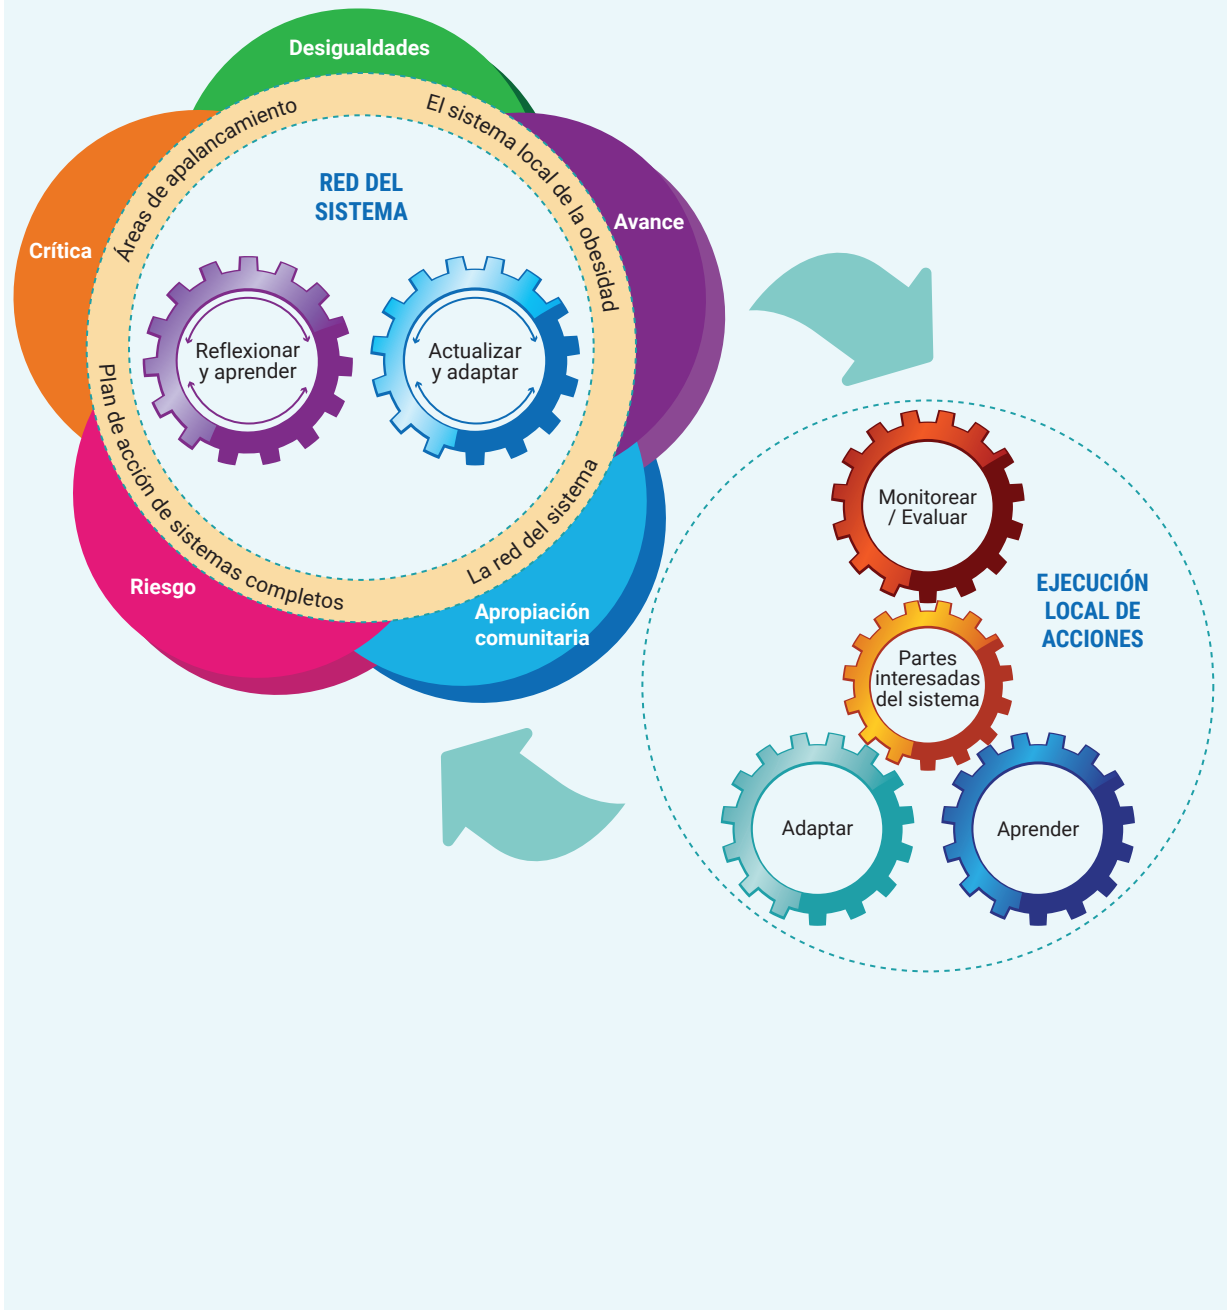 Desigualdades
Áreas de apalancamiento
El sistema local de la obesidad
RED DEL
SISTEMA
Avance
Crítica
Reflexionar
y aprender
Actualizar
y adaptar
Plan de acción de sistemas completos
La red del sistema
Riesgo
Apropiación
comunitaria
Monitorear
/ Evaluar
EJECUCIÓN
LOCAL DE
ACCIONES
Partes
interesadas
del sistema
Adaptar
Aprender